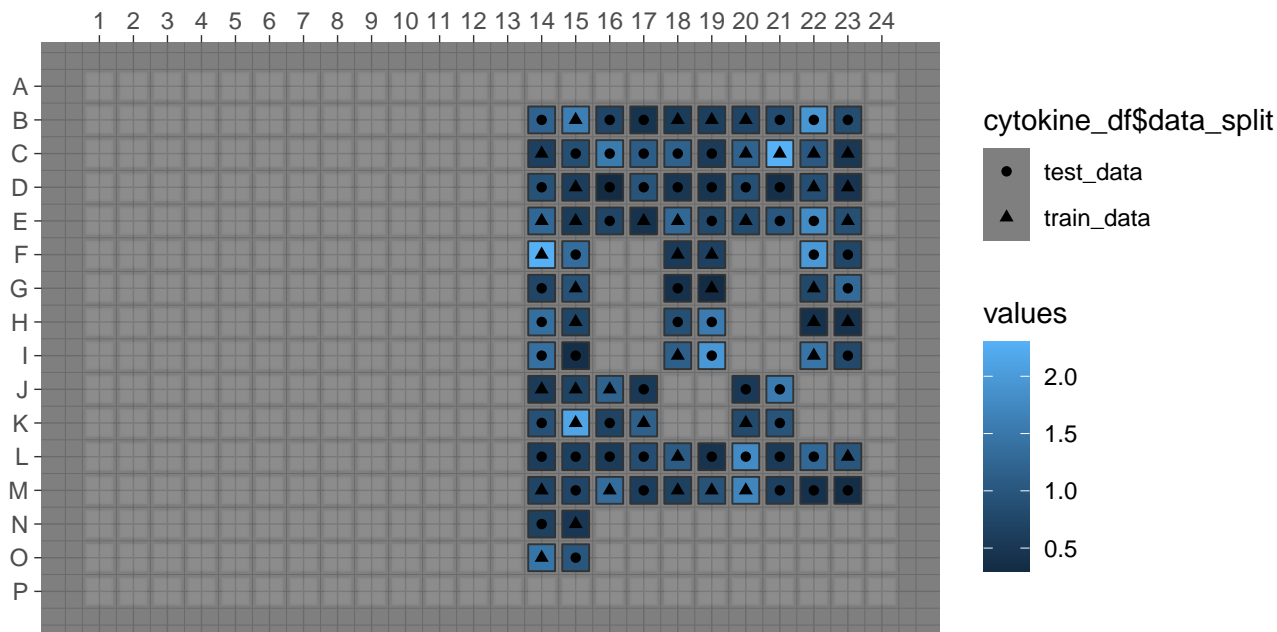 1 2 3 4 5 6 7 8 9 10 11 12 13 14 15 16 17 18 19 20 21 22 23 24
A
B
C
D
E
F
G
H
I
J
K
L
M
N
O
P
cytokine_df$data_split
test_data
train_data
values
2.0
1.5
1.0
0.5